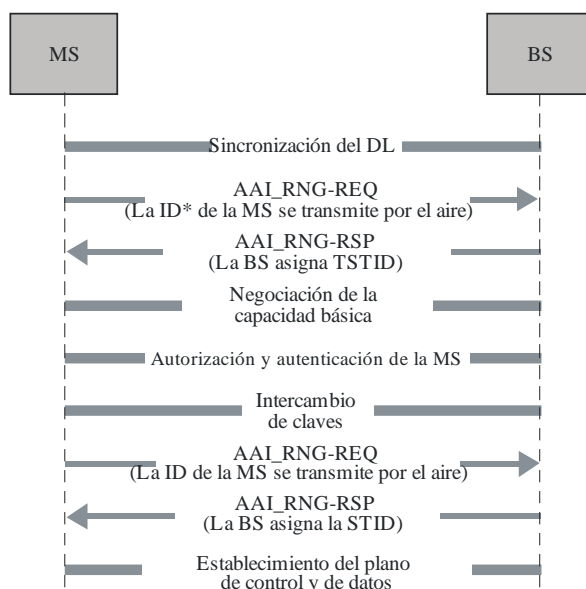 MS
BS
Sincronización del DL
AAI_RNG-REQ
(La ID* de la MS se transmite por el aire)
AAI_RNG-RSP
(La BS asigna TSTID)
Negociación de la
capacidad básica
Autorización y autenticación de la MS
Intercambio
de claves
AAI_RNG-REQ
(La ID de la MS se transmite por el aire)
AAI_RNG-RSP
(La BS asigna la STID)
Establecimiento del plano
de control y de datos